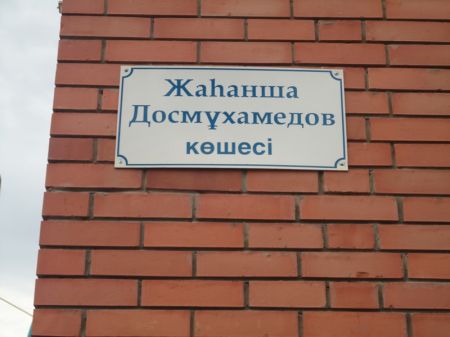 Жаһанша
Досмұхамедов
көшесі